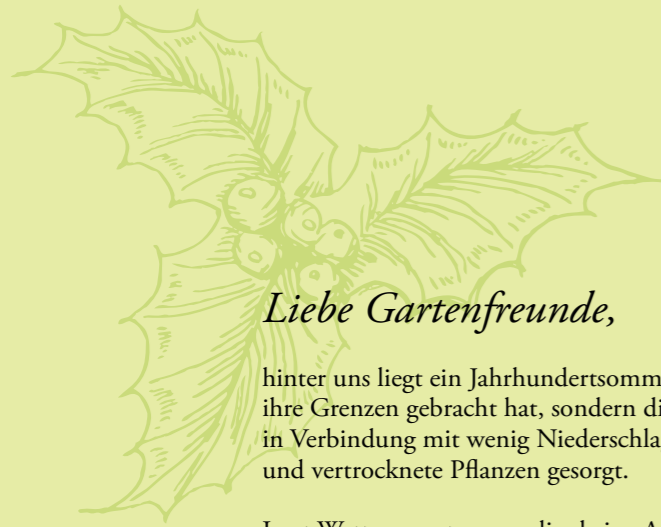 Liebe Gartenfreunde,
hinter uns liegt ein Jahrhundertsomm
ihre Grenzen gebracht hat, sondern di
in Verbindung mit wenig Niederschla
und vertrocknete Pflanzen gesorgt.